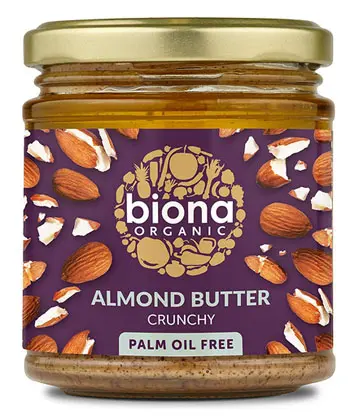 biona
ORGANIC
ALMOND BUTTER
CRUNCHY
PALM OIL FREE